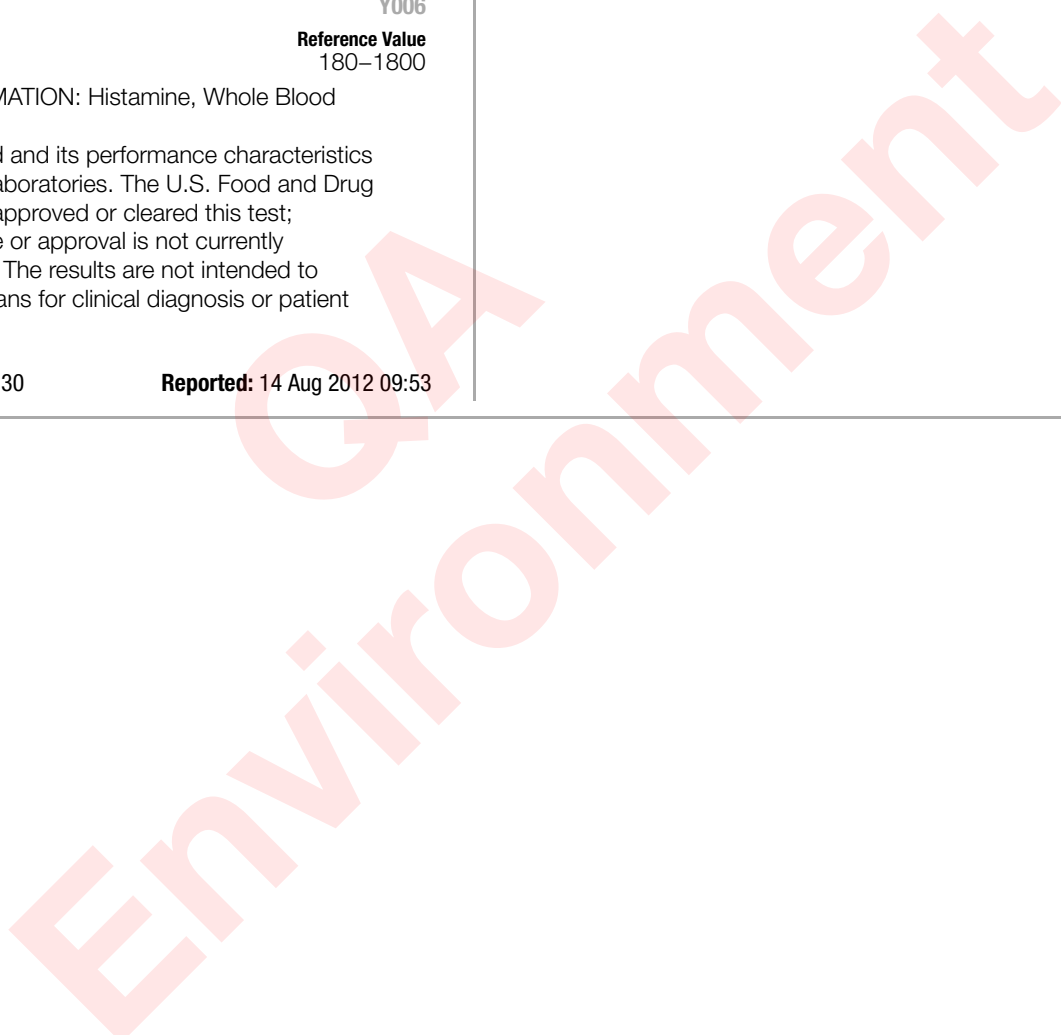 Y006
Reference Value
180–1800
MATION: Histamine, Whole Blood
d and its performance characteristics
aboratories. The U.S. Food and Drug
approved or cleared this test;
e or approval is not currently
The results are not intended to
ans for clinical diagnosis or patient
30 Reported: 14 Aug 2012 09:53
QA
Environment